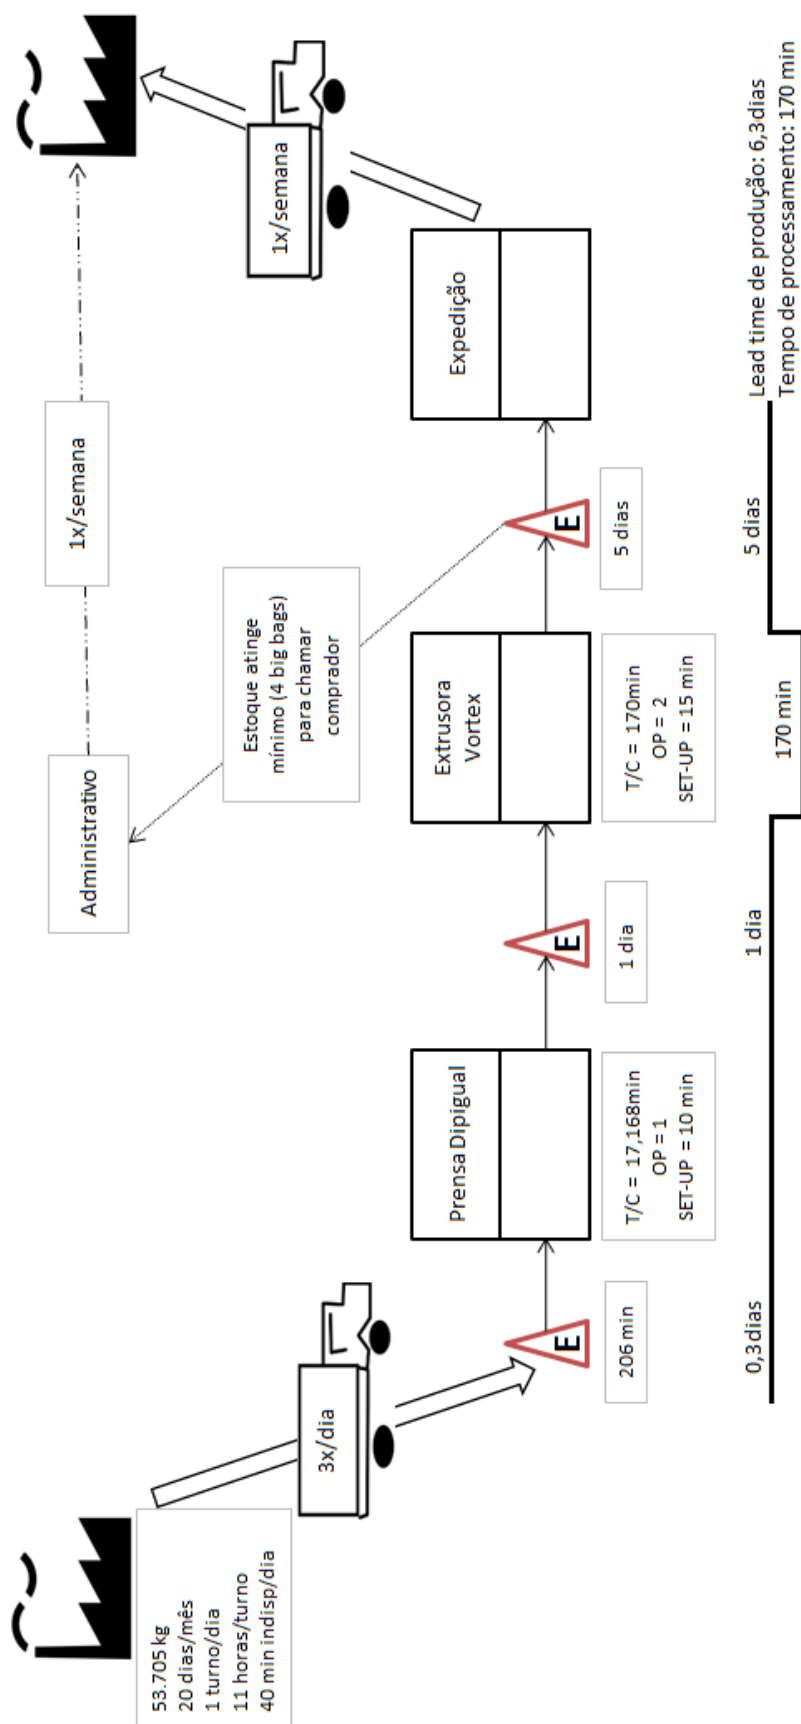 53.705 kg
20 dias/mês
1 turno/dia
11 horas/turno
40 min indisp/dia
3x/dia
Administrativo
1x/semana
Estoque atinge
mínimo (4 big bags)
para chamar
comprador
1x/semana
E
206 min
Prensa Dipigual
T/C = 17,168min
OP = 1
SET-UP = 10 min
E
1 dia
Extrusora
Vortex
T/C = 170min
OP = 2
SET-UP = 15 min
E
5 dias
Expedição
0,3dias
1 dia
170 min
5 dias
Lead time de produção: 6,3dias
Tempo de processamento: 170 min